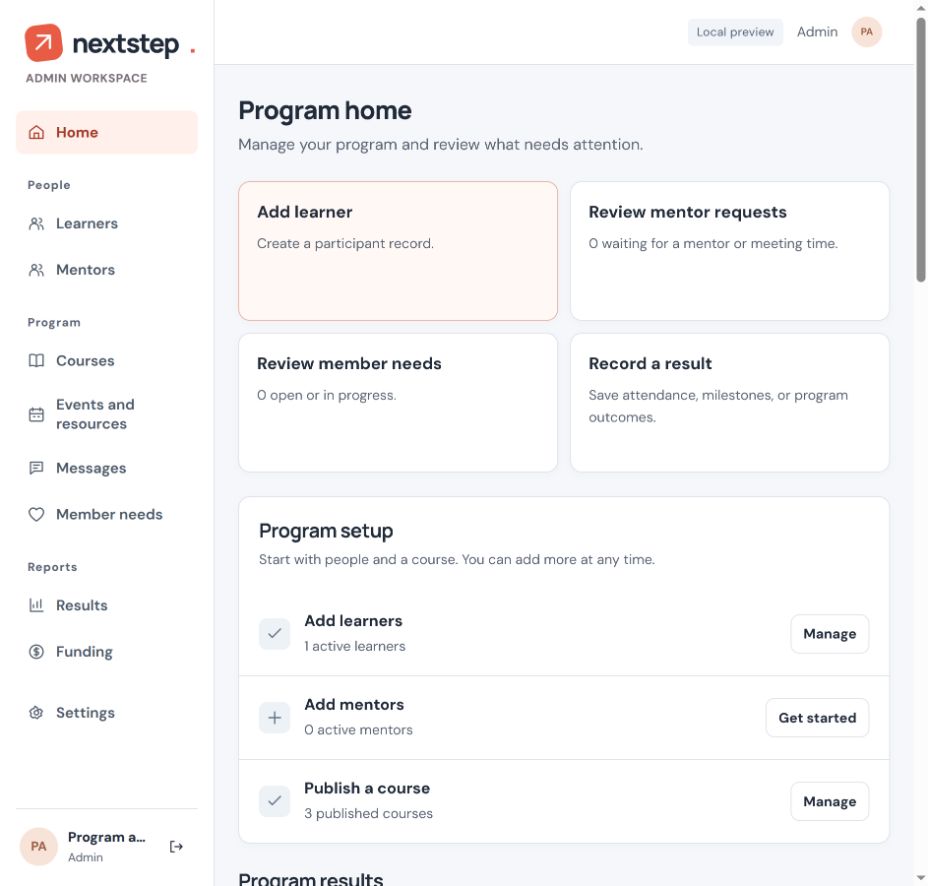 nextstep.
ADMIN WORKSPACE
Home
People
Learners
Mentors
Program
Courses
Events and
resources
Messages
Member needs
Reports
Results
Funding
Settings
PA
Program a...
Admin
Local preview
Admin
PA
Program home
Manage your program and review what needs attention.
Add learner
Create a participant record.
Review mentor requests
0 waiting for a mentor or meeting time.
Review member needs
0 open or in progress.
Record a result
Save attendance, milestones, or program
outcomes.
Program setup
Start with people and a course. You can add more at any time.
Add learners
1 active learners
Manage
Add mentors
0 active mentors
Get started
Publish a course
3 published courses
Manage
Program results